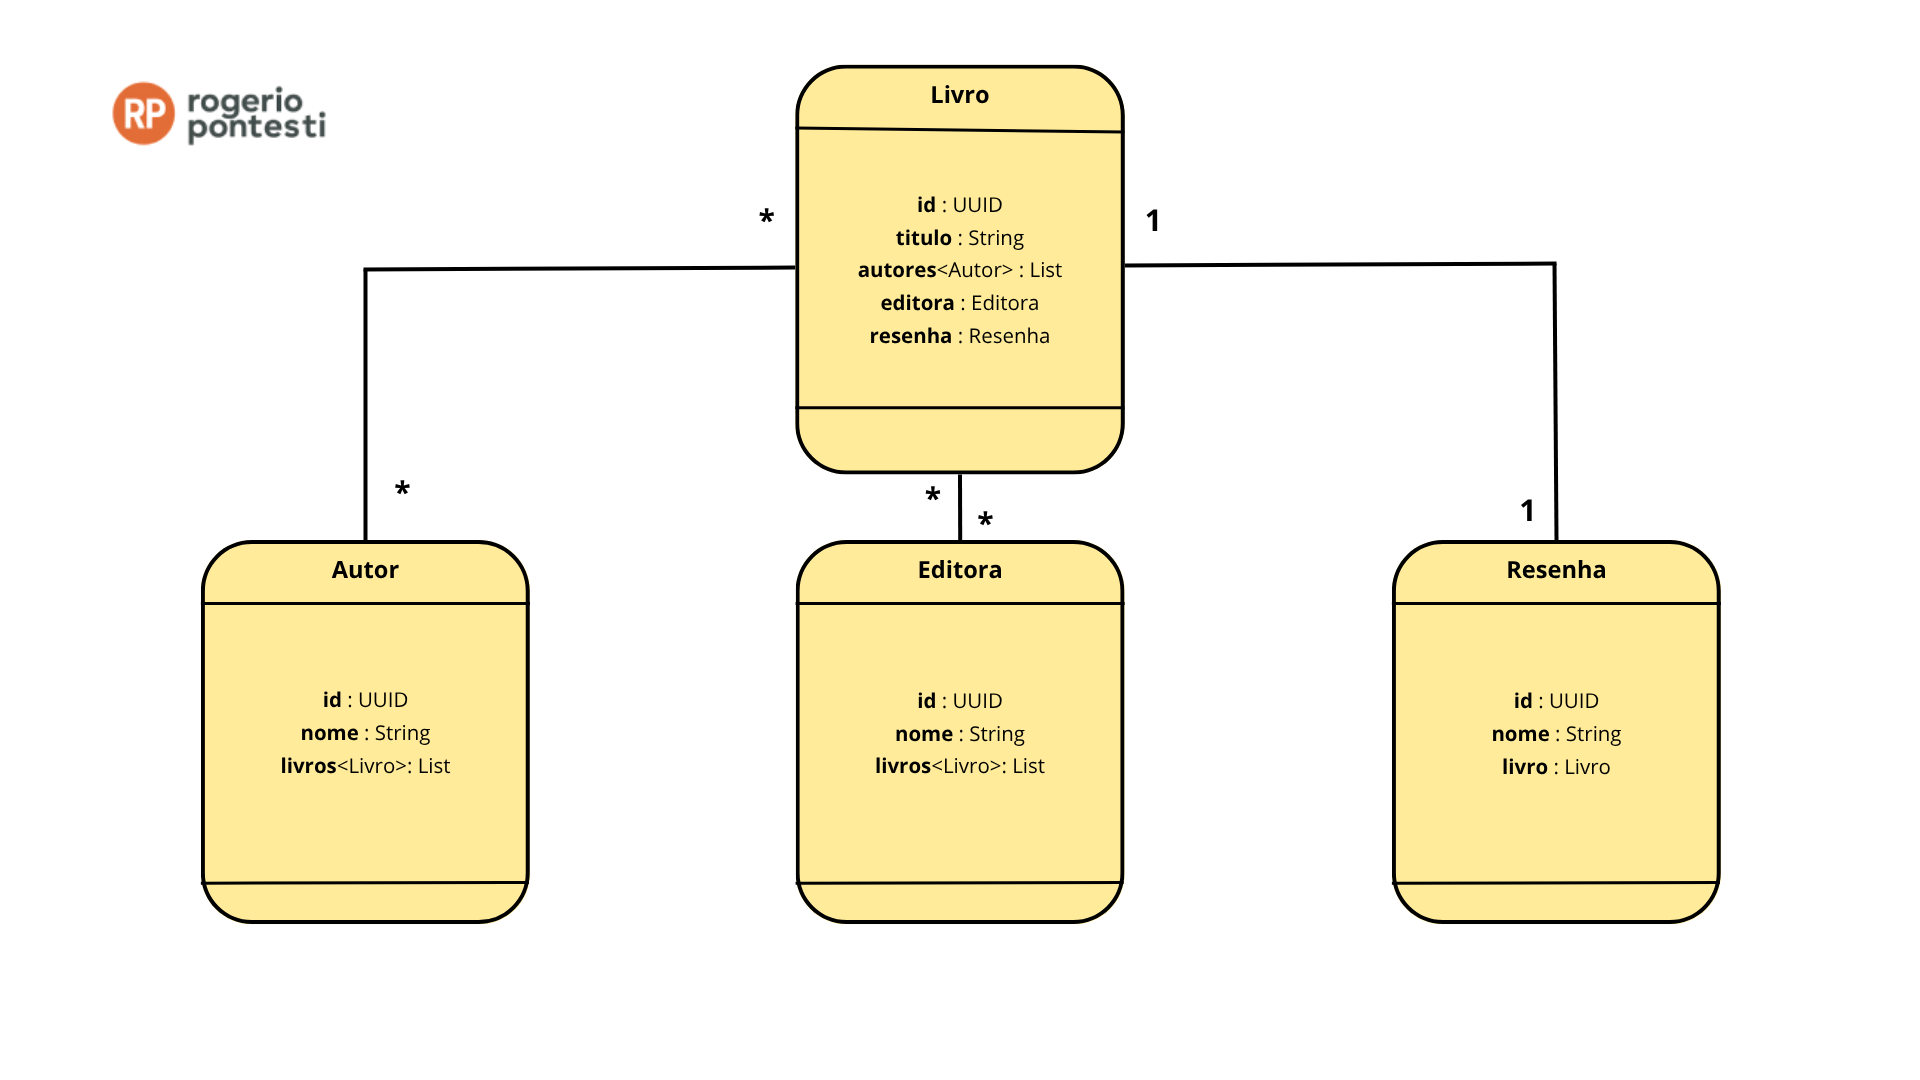 RP rogerio
pontesti
Livro
id : UUID
titulo : String
autores<Autor> : List
editora : Editora
resenha : Resenha
*
1
*
*
*
1
Autor
id : UUID
nome : String
livros<Livro>: List
Editora
id : UUID
nome : String
livros<Livro>: List
Resenha
id : UUID
nome : String
livro : Livro